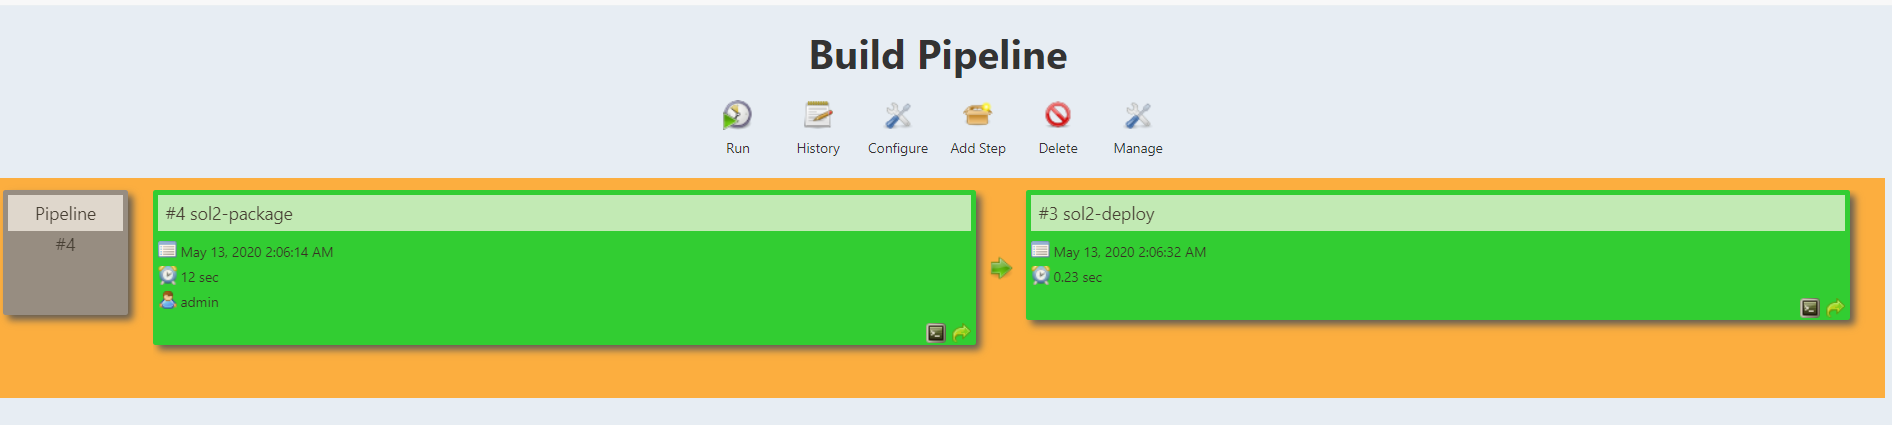 Build Pipeline
Run
History
Configure
Add Step
Delete
Manage
Pipeline
#4
#4 sol2-package
May 13, 2020 2:06:14 AM
12 sec
admin
#3 sol2-deploy
May 13, 2020 2:06:32 AM
0.23 sec